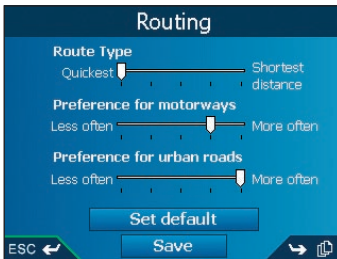 Routing
Route Type
Quickest Shortest distance
Preference for motorways
Less often More often
Preference for urban roads
Less often More often
Set default
ESC Save